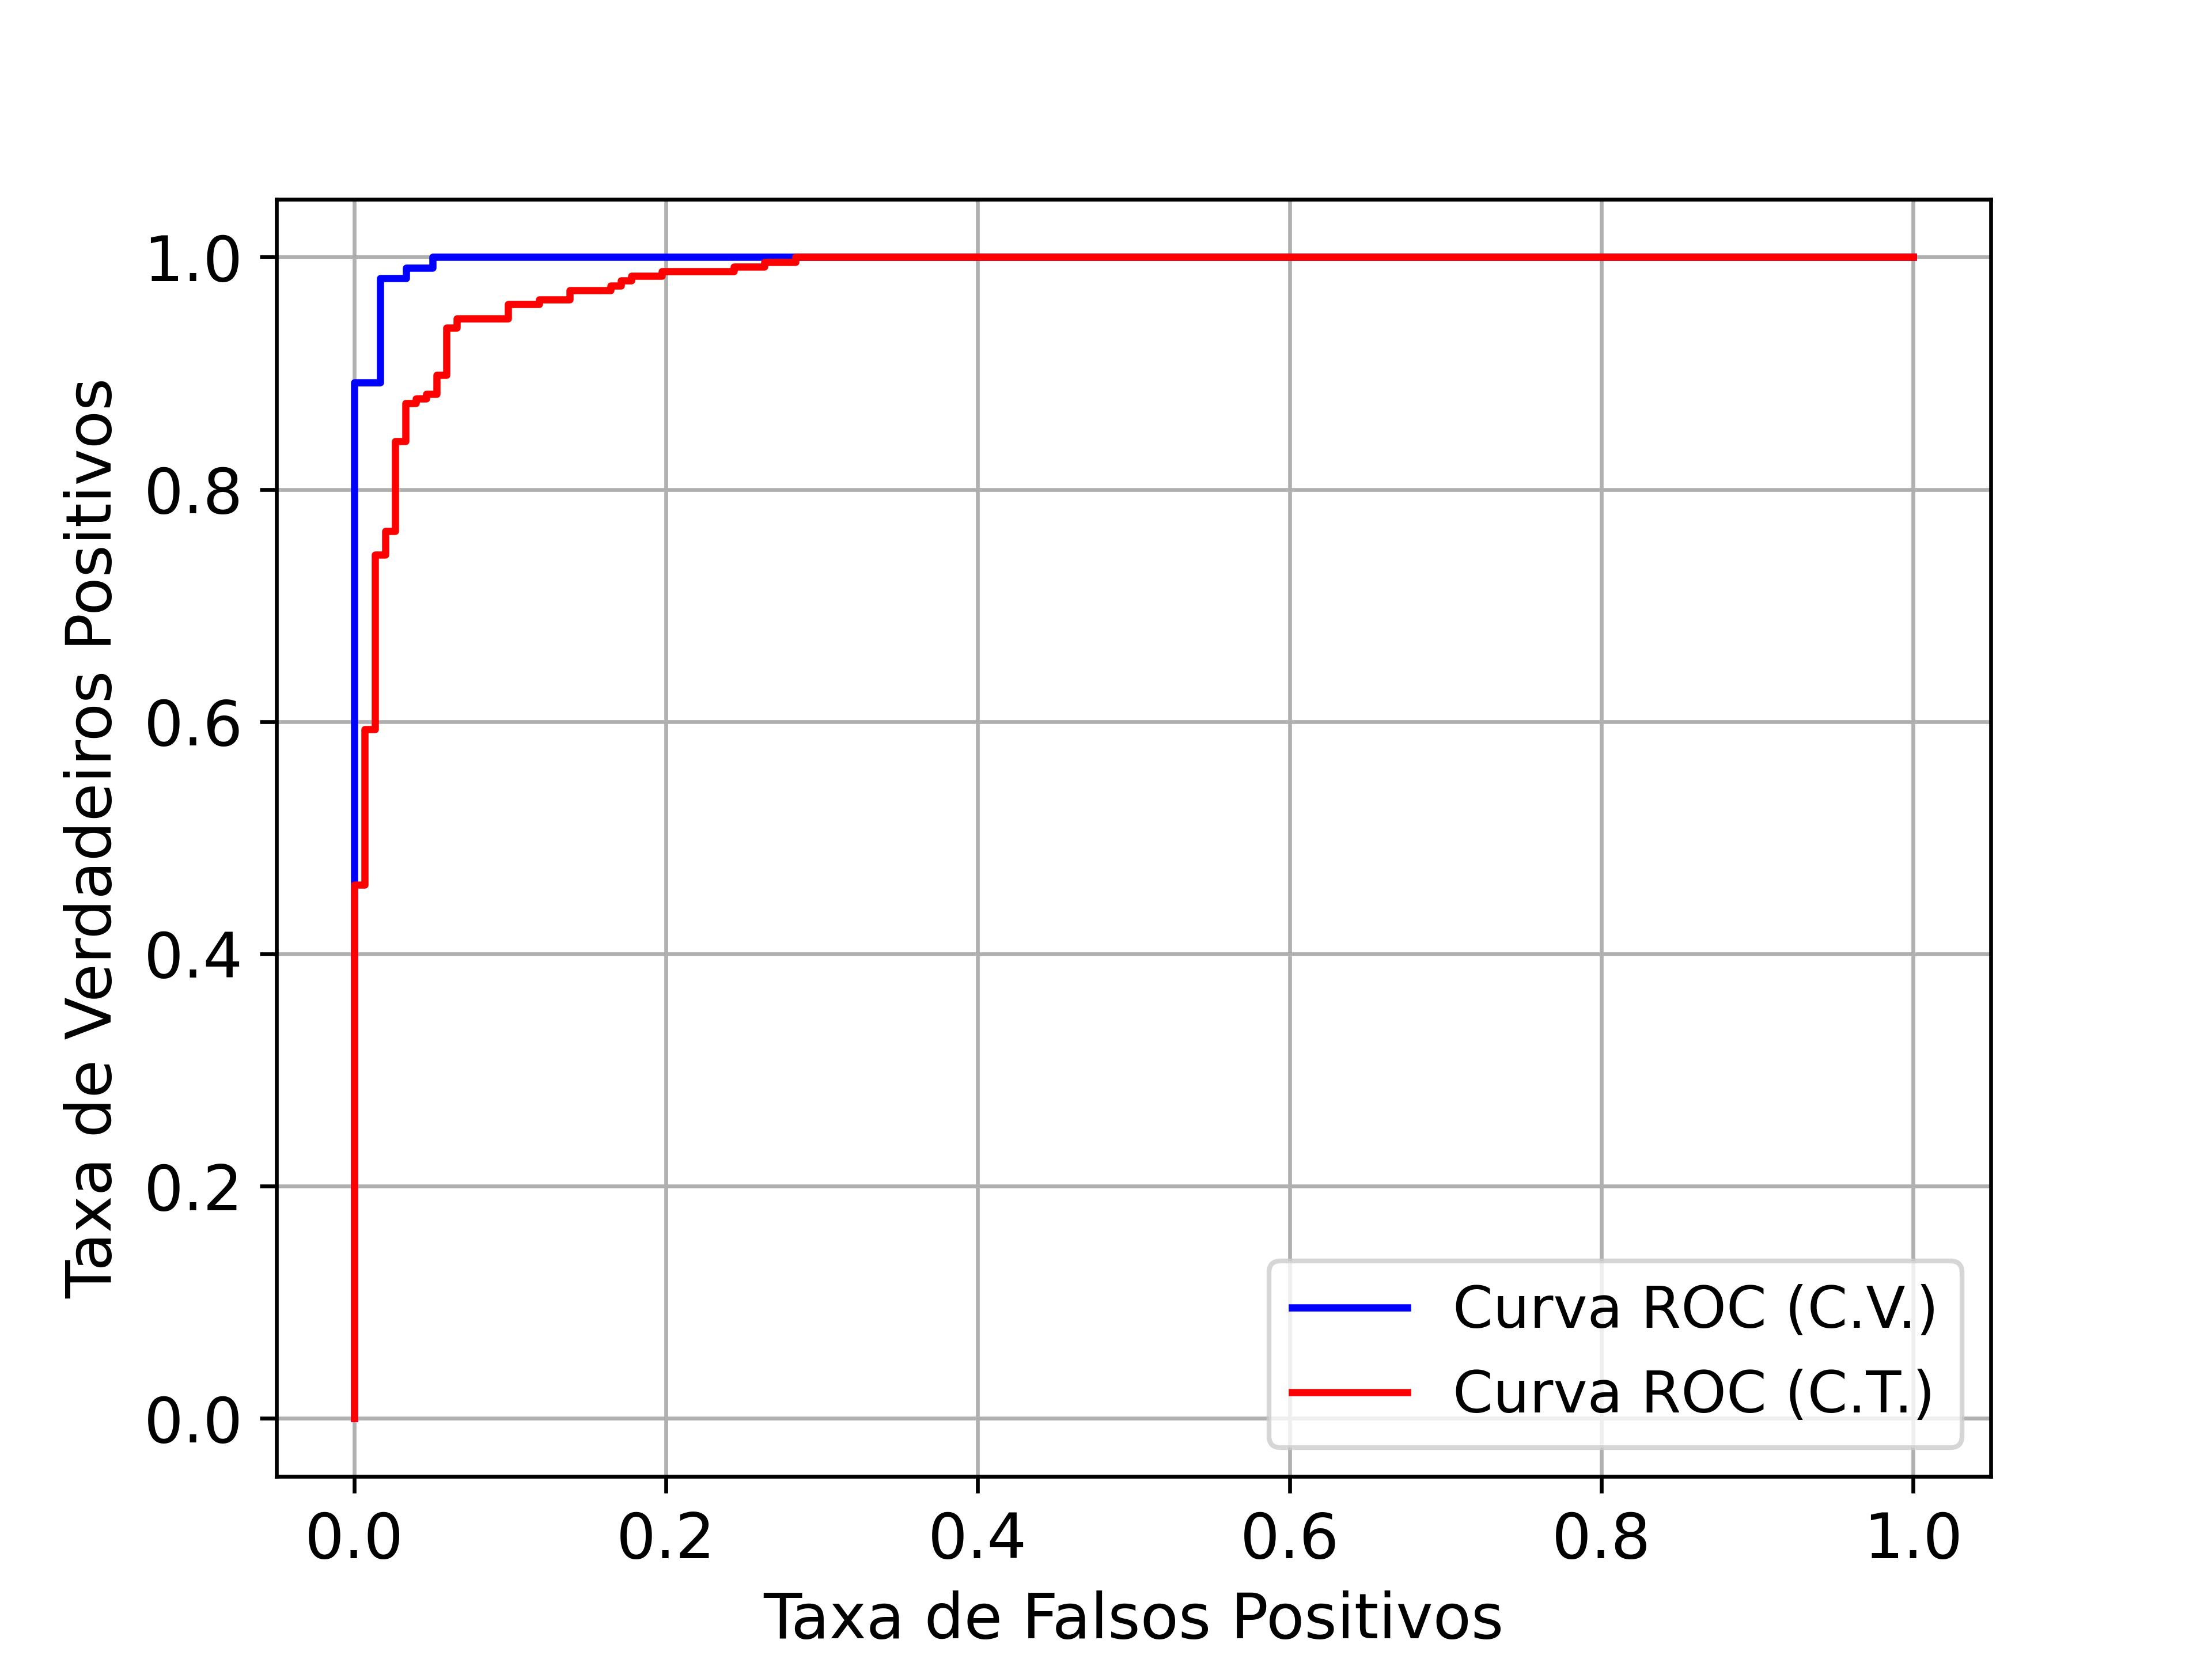 1.0
0.8
0.6
0.4
0.2
0.0
Taxa de Verdadeiros Positivos
Curva ROC (C.V.)
Curva ROC (C.T.)
0.0 0.2 0.4 0.6 0.8 1.0
Taxa de Falsos Positivos